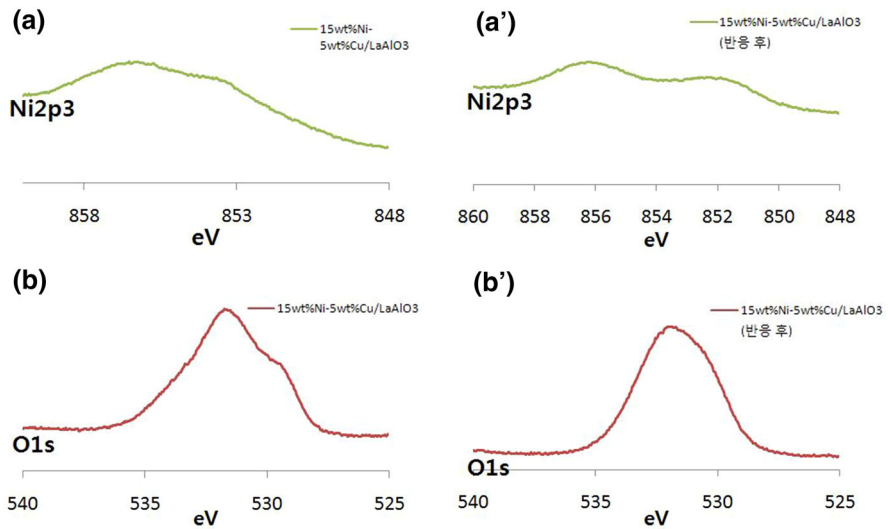 (a)
15wt%Ni-
5wt%Cu/LaAlO3
Ni2p3
858
853
848
eV
(a')
15wt%Ni-5wt%Cu/LaAlO3
(반응 후)
Ni2p3
860
858
856
854
852
850
848
eV
(b)
15wt%Ni-5wt%Cu/LaAlO3
O1s
540
535
530
525
eV
(b')
15wt%Ni-5wt%Cu/LaAlO3
(반응 후)
O1s
540
535
530
525
eV